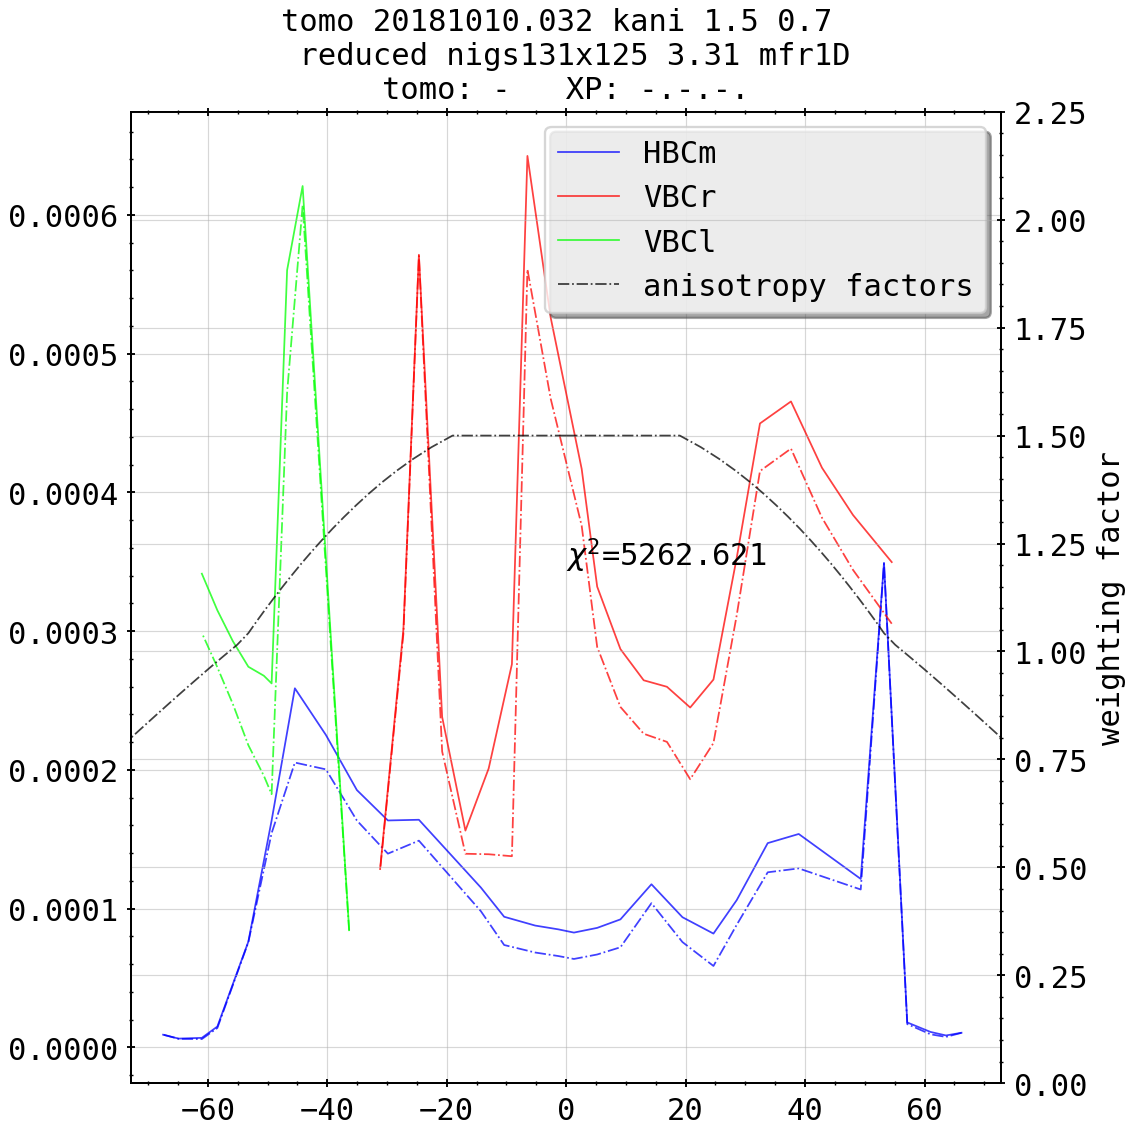 tomo 20181010.032 kani 1.5 0.7
reduced nigs131x125 3.31 mfr1D
tomo: -   XP: -.-.-.
HBCm
VBCr
VBCl
anisotropy factors
χ²=5262.621
0.0006
0.0005
0.0004
0.0003
0.0002
0.0001
0.0000
2.25
2.00
1.75
1.50
1.25
1.00
0.75
0.50
0.25
0.00
weighting factor
−60 −40 −20 0 20 40 60